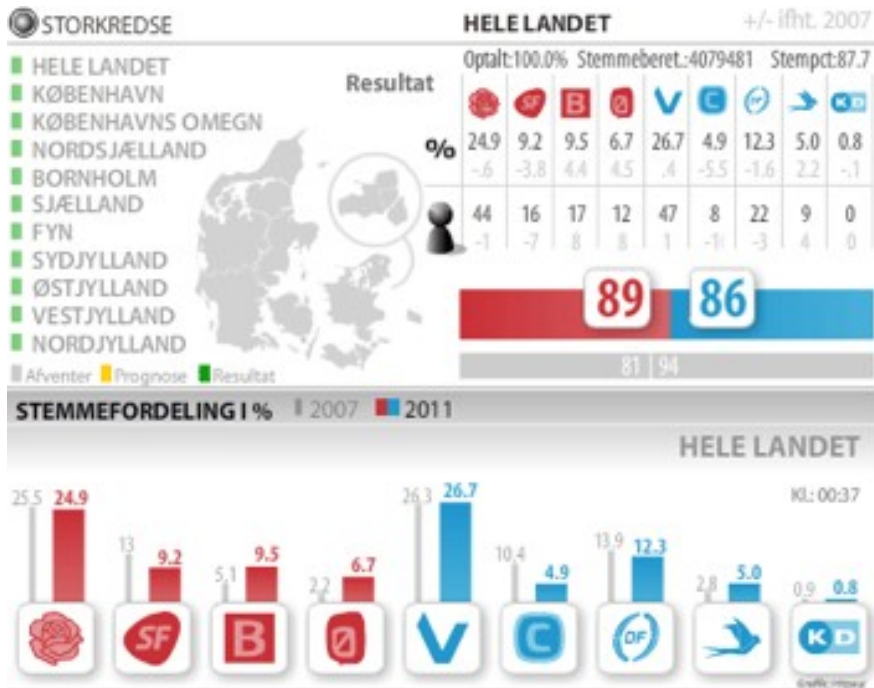 STORKREDSE
HELE LANDET
KØBENHAVN
KØBENHAVNS OMEGN
NORDSJÆLLAND
BORNHOLM
SJÆLLAND
FYN
SYDJYLLAND
ØSTJYLLAND
VESTJYLLAND
NORDJYLLAND
Afventer Prognose Resultat
Resultat
HELE LANDET +/- ifht. 2007
Optalt:100.0% Stemmeberet.:4079481 Stempct:87.7
SF B Ø V C DF KD
% 24.9 9.2 9.5 6.7 26.7 4.9 12.3 5.0 0.8
-.6 -3.8 4.4 4.5 .4 -5.5 -1.6 2.2 -.1
44 16 17 12 47 8 22 9 0
-1 -7 8 8 1 -3 4 0
89 86
81 94
STEMMEFORDELING I % 2007 2011
HELE LANDET
Kl.: 00:37
25.5 24.9 13 9.2 5.1 9.5 2.2 6.7 26.3 26.7 10.4 4.9 13.9 12.3 2.8 5.0 0.9 0.8
SF B Ø V C DF KD